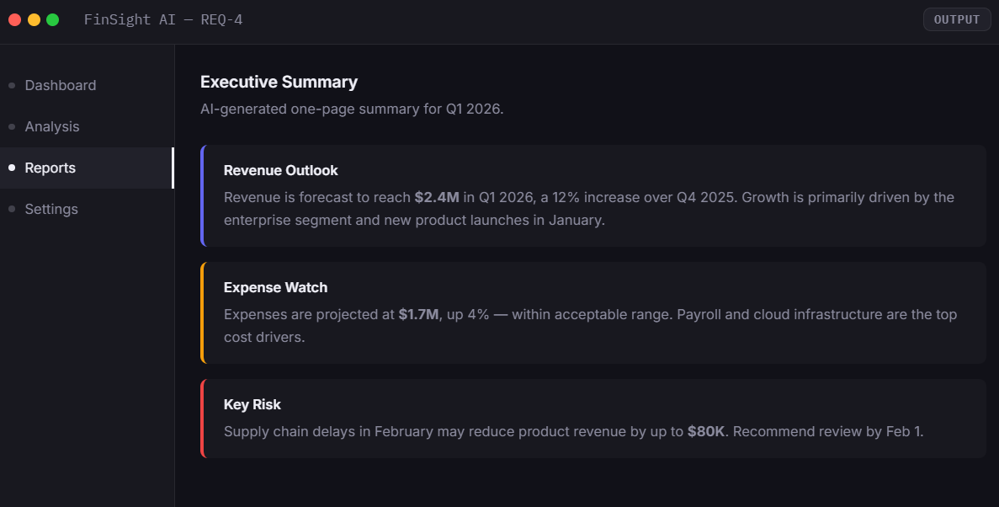 FinSight AI — REQ-4
OUTPUT
Dashboard
Analysis
Reports
Settings
Executive Summary
AI-generated one-page summary for Q1 2026.
Revenue Outlook
Revenue is forecast to reach $2.4M in Q1 2026, a 12% increase over Q4 2025. Growth is primarily driven by the
enterprise segment and new product launches in January.
Expense Watch
Expenses are projected at $1.7M, up 4% — within acceptable range. Payroll and cloud infrastructure are the top
cost drivers.
Key Risk
Supply chain delays in February may reduce product revenue by up to $80K. Recommend review by Feb 1.